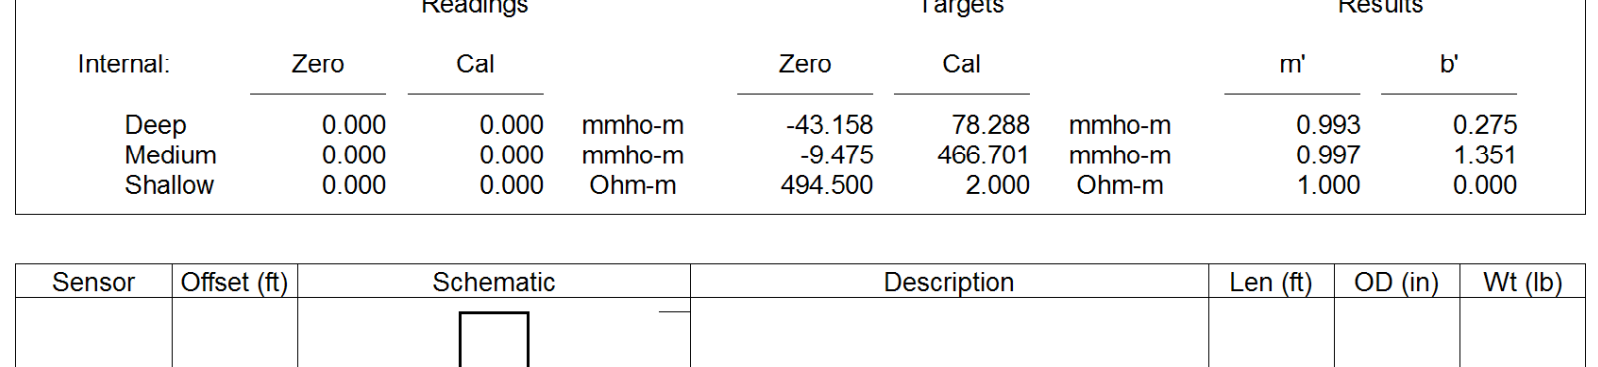 Readings Targets Results
Internal: Zero Cal Zero Cal m' b'
Deep 0.000 0.000 mmho-m -43.158 78.288 mmho-m 0.993 0.275
Medium 0.000 0.000 mmho-m -9.475 466.701 mmho-m 0.997 1.351
Shallow 0.000 0.000 Ohm-m 494.500 2.000 Ohm-m 1.000 0.000
Sensor Offset (ft) Schematic Description Len (ft) OD (in) Wt (lb)